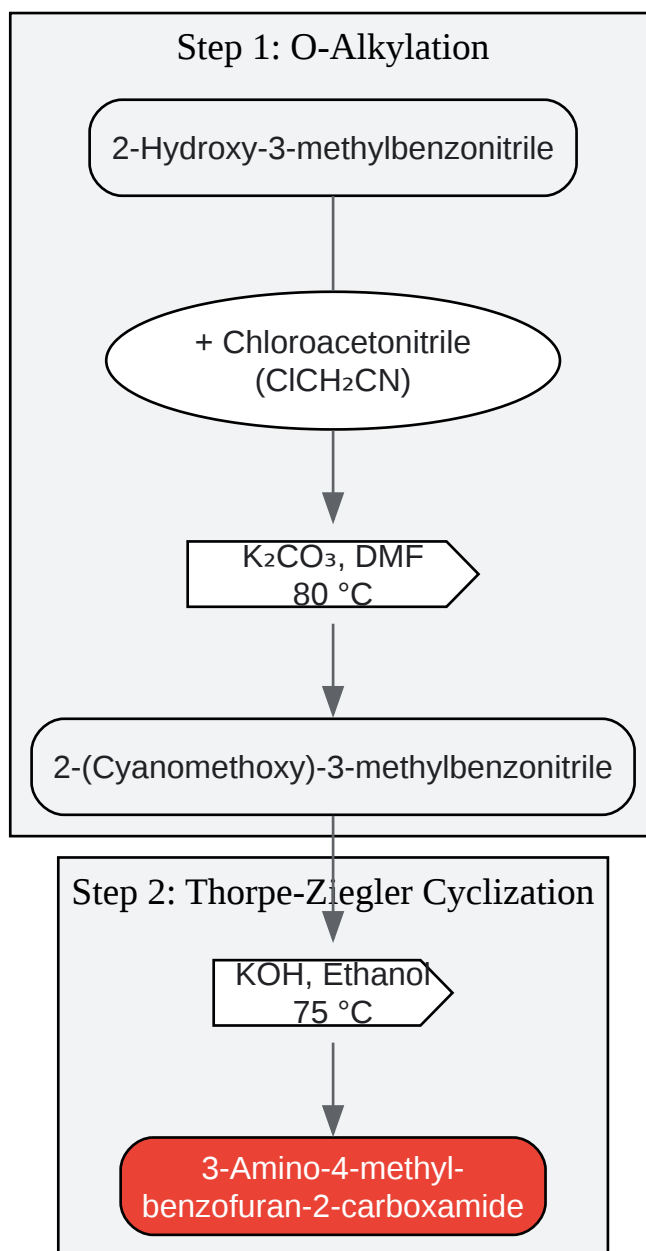 Step 1: O-Alkylation
2-Hydroxy-3-methylbenzonitrile
+ Chloroacetonitrile
(ClCH₂CN)
K₂CO₃, DMF
80 °C
2-(Cyanomethoxy)-3-methylbenzonitrile
Step 2: Thorpe-Ziegler Cyclization
KOH, Ethanol
75 °C
3-Amino-4-methyl-
benzofuran-2-carboxamide